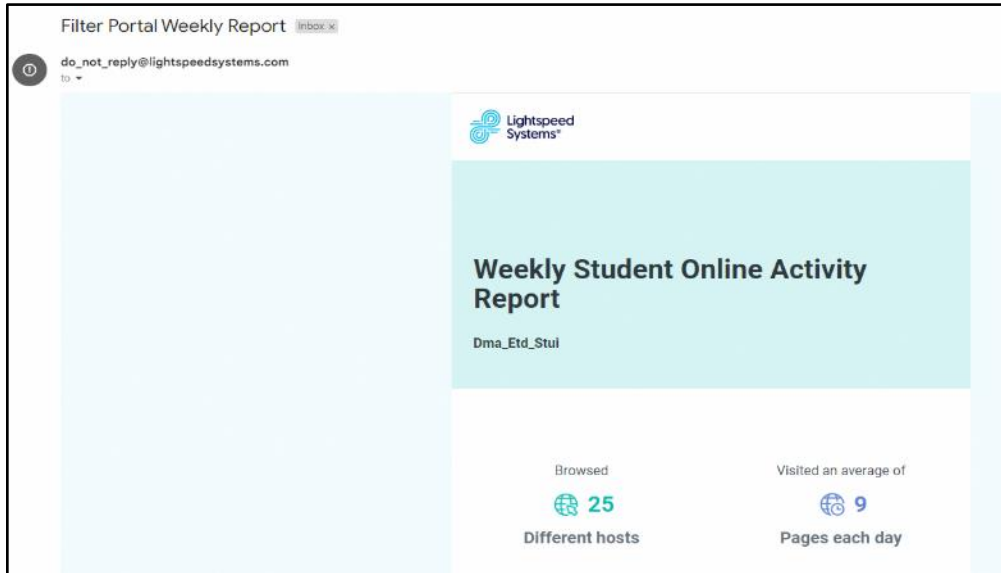 Filter Portal Weekly Report Inbox x
do_not_reply@lightspeedsystems.com
to
Lightspeed
Systems®
Weekly Student Online Activity
Report
Dma_Etd_Stui
Browsed
Visited an average of
25
9
Different hosts
Pages each day